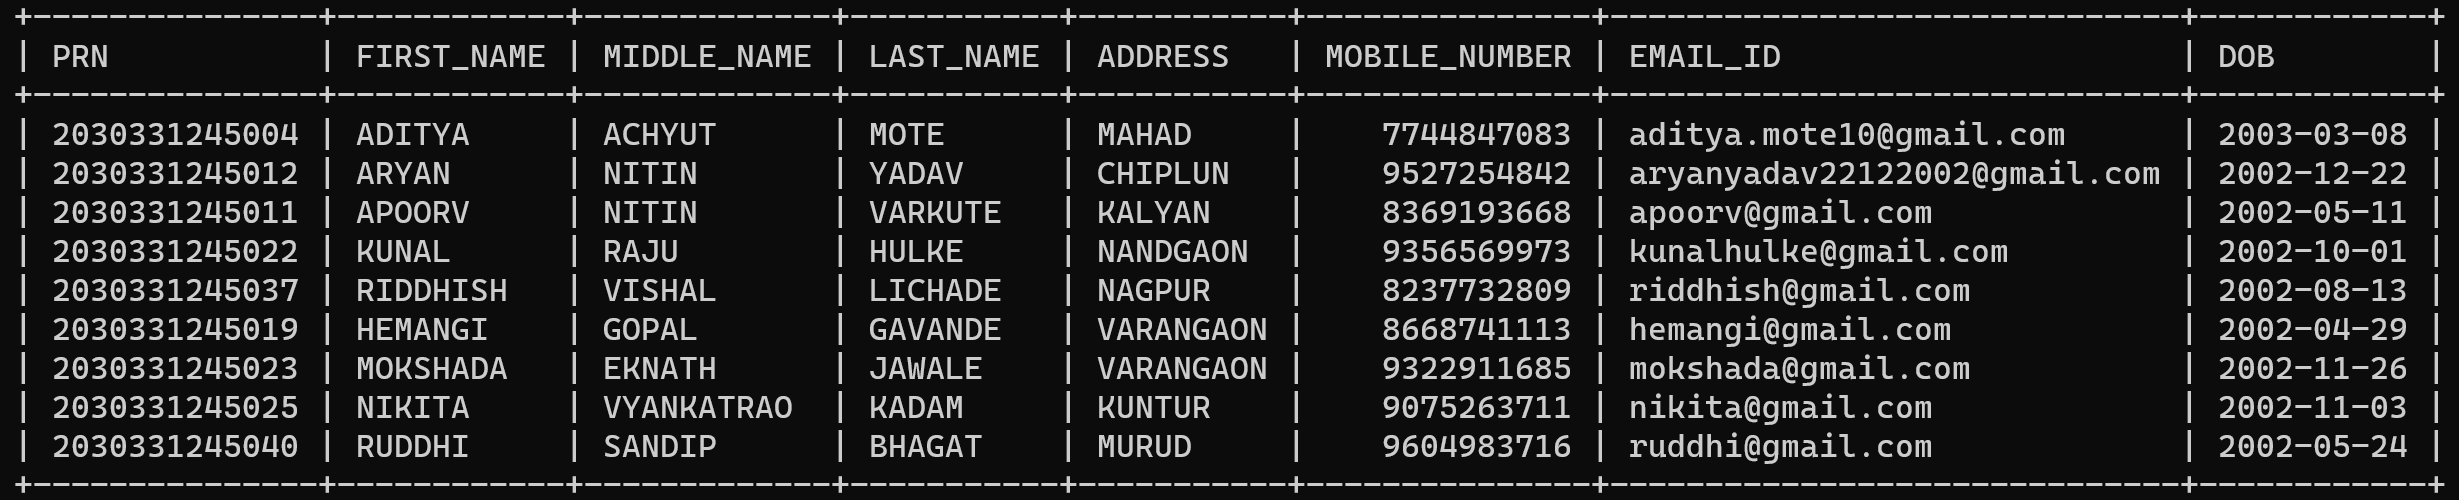 +---------------+------------+-------------+-----------+-----------+---------------+-----------------------------+------------+
| PRN           | FIRST_NAME | MIDDLE_NAME | LAST_NAME | ADDRESS   | MOBILE_NUMBER | EMAIL_ID                    | DOB        |
+---------------+------------+-------------+-----------+-----------+---------------+-----------------------------+------------+
| 2030331245004 | ADITYA     | ACHYUT      | MOTE      | MAHAD     |    7744847083 | aditya.mote10@gmail.com     | 2003-03-08 |
| 2030331245012 | ARYAN      | NITIN       | YADAV     | CHIPLUN   |    9527254842 | aryanyadav22122002@gmail.com | 2002-12-22 |
| 2030331245011 | APOORV     | NITIN       | VARKUTE   | KALYAN    |    8369193668 | apoorv@gmail.com            | 2002-05-11 |
| 2030331245022 | KUNAL      | RAJU        | HULKE     | NANDGAON  |    9356569973 | kunalhulke@gmail.com        | 2002-10-01 |
| 2030331245037 | RIDDHISH   | VISHAL      | LICHADE   | NAGPUR    |    8237732809 | riddhish@gmail.com          | 2002-08-13 |
| 2030331245019 | HEMANGI    | GOPAL       | GAVANDE   | VARANGAON |    8668741113 | hemangi@gmail.com           | 2002-04-29 |
| 2030331245023 | MOKSHADA   | EKNATH      | JAWALE    | VARANGAON |    9322911685 | mokshada@gmail.com          | 2002-11-26 |
| 2030331245025 | NIKITA     | VYANKATRAO  | KADAM     | KUNTUR    |    9075263711 | nikita@gmail.com            | 2002-11-03 |
| 2030331245040 | RUDDHI     | SANDIP      | BHAGAT    | MURUD     |    9604983716 | ruddhi@gmail.com            | 2002-05-24 |
+---------------+------------+-------------+-----------+-----------+---------------+-----------------------------+------------+